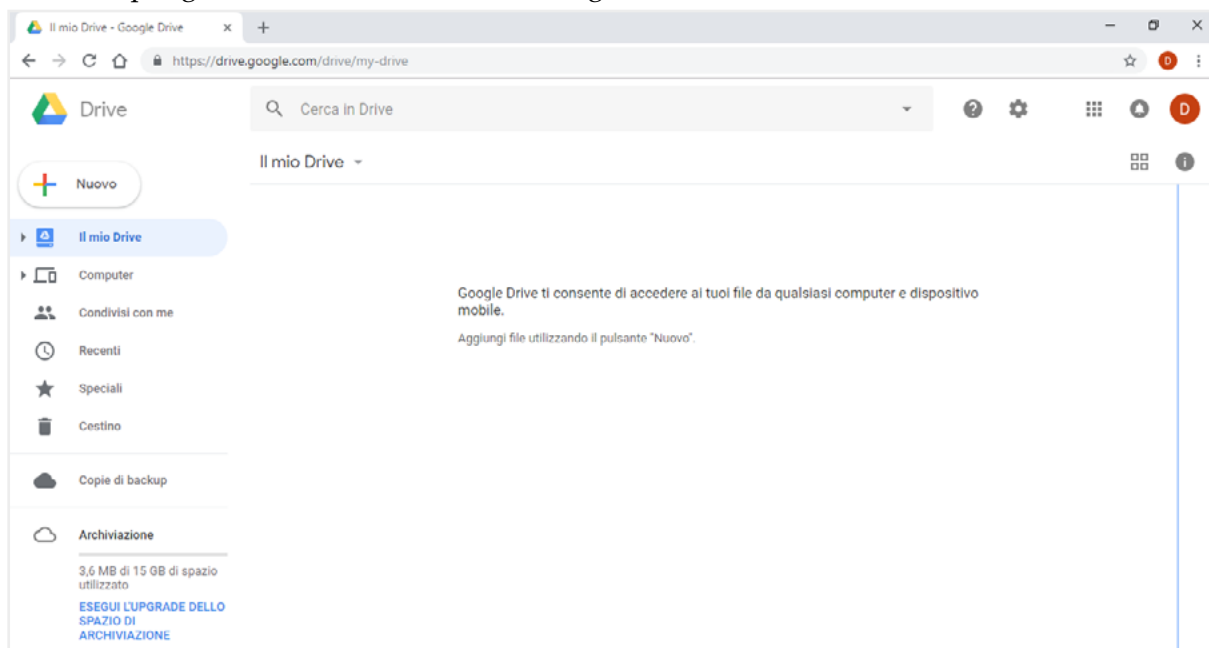 Il mio Drive - Google Drive
https://drive.google.com/drive/my-drive
D
Drive
Cerca in Drive
D
Nuovo
Il mio Drive
Il mio Drive
Computer
Condivisi con me
Recenti
Speciali
Cestino
Copie di backup
Archiviazione
3,6 MB di 15 GB di spazio
utilizzato
ESEGUI L'UPGRADE DELLO
SPAZIO DI
ARCHIVIAZIONE
Google Drive ti consente di accedere ai tuoi file da qualsiasi computer e dispositivo
mobile.
Aggiungi file utilizzando il pulsante "Nuovo".